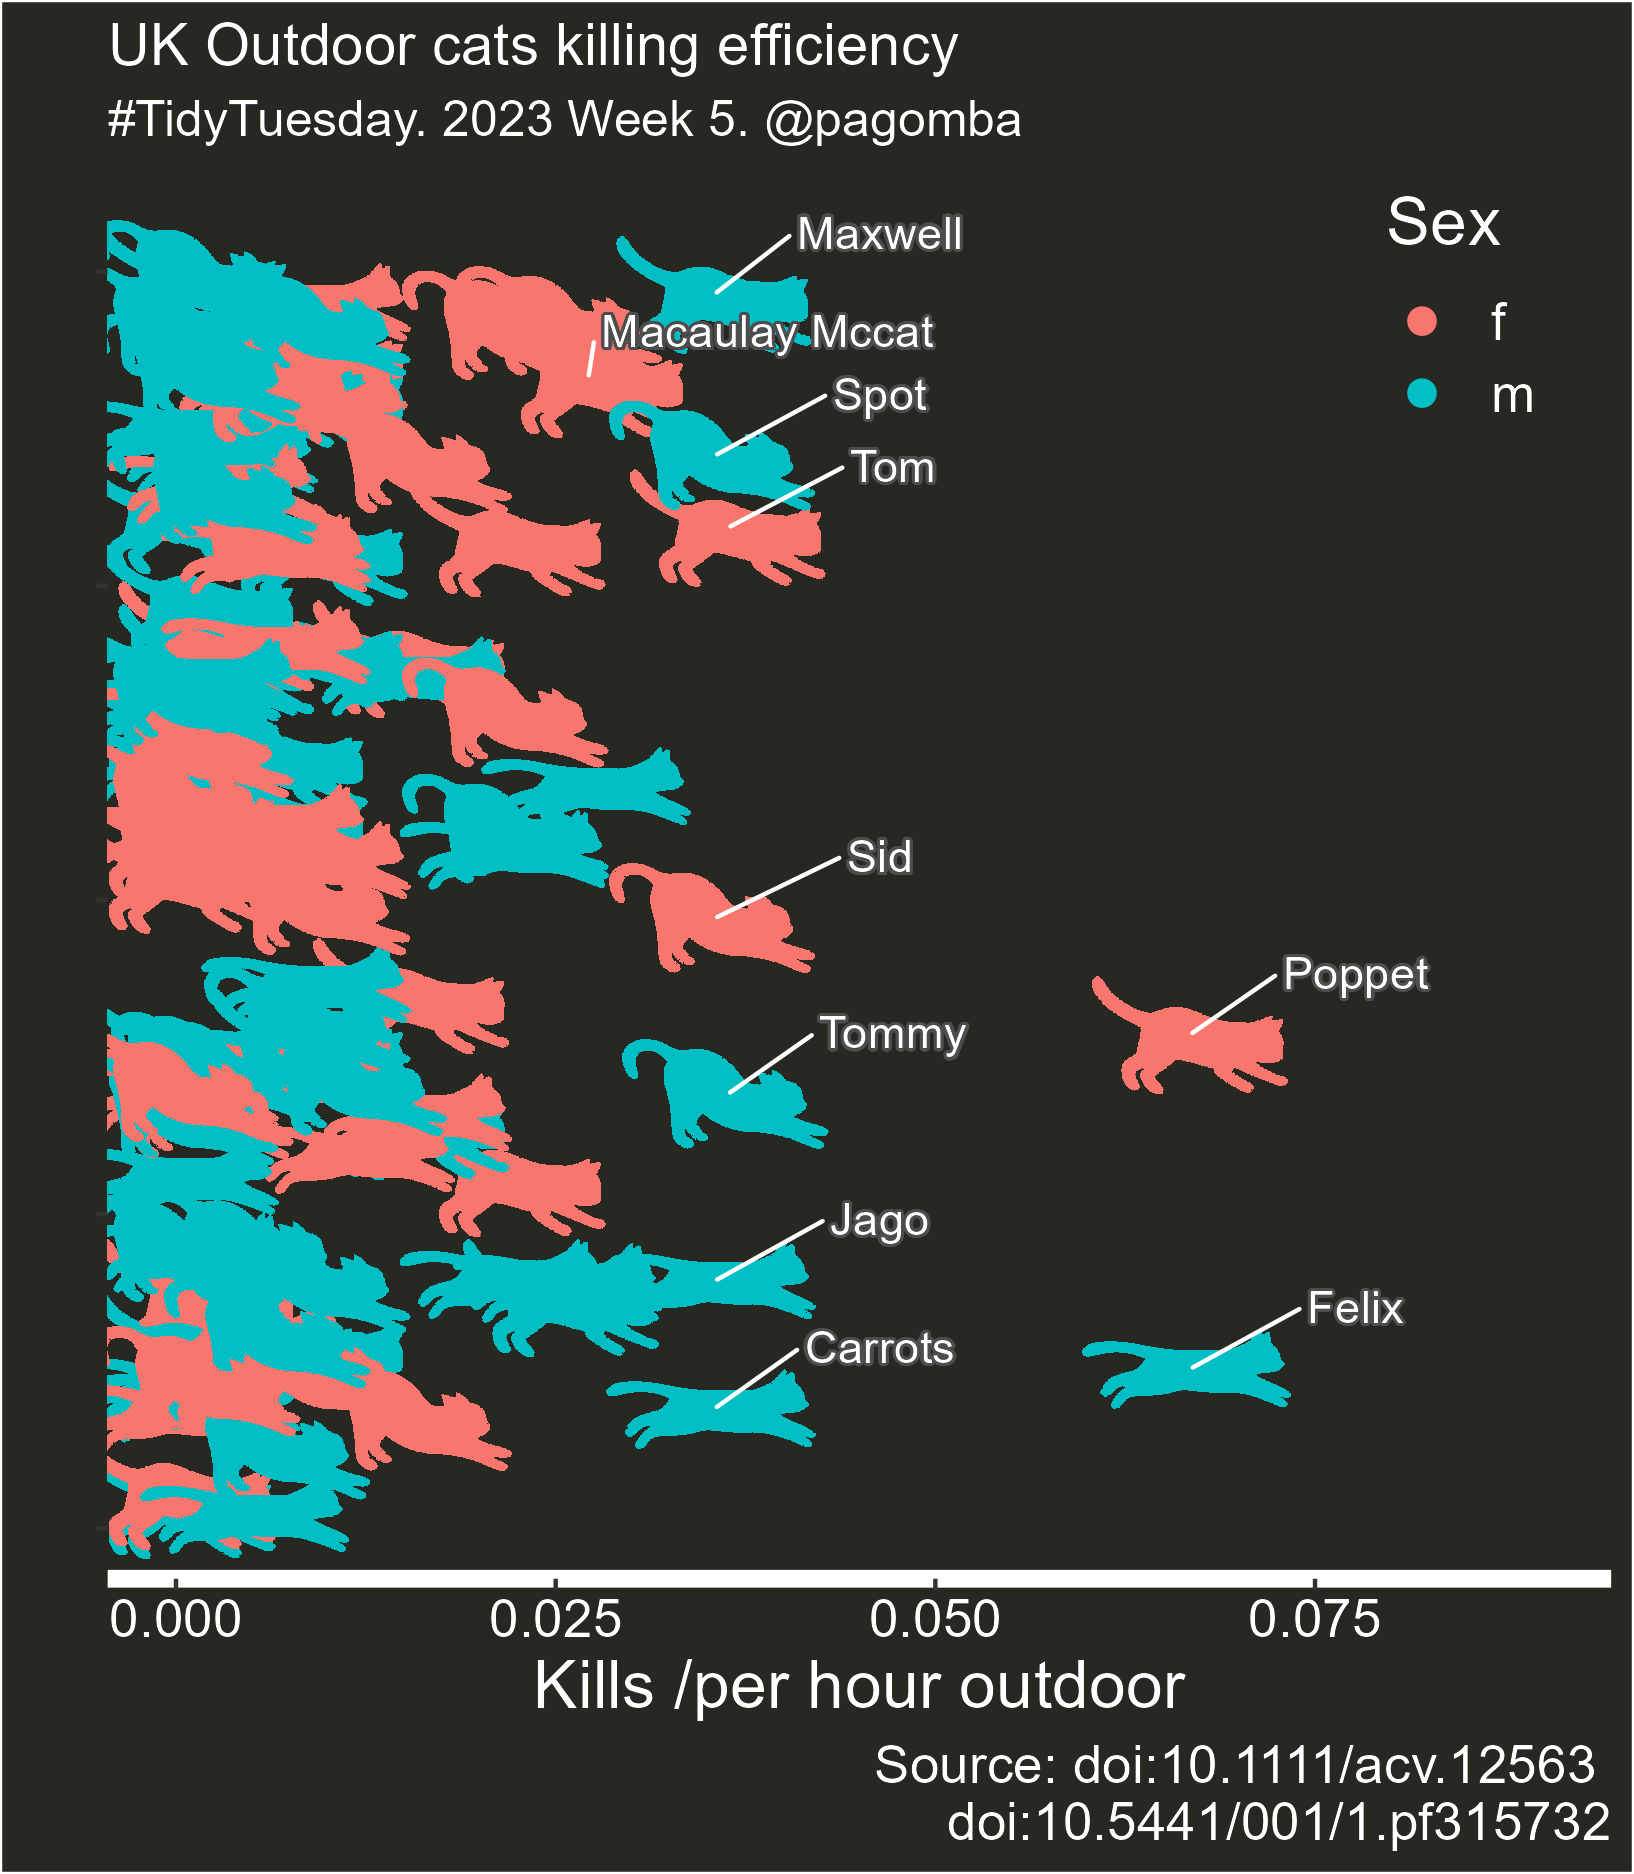 UK Outdoor cats killing efficiency
#TidyTuesday. 2023 Week 5. @pagomba
Sex
f
m
Maxwell
Macaulay Mccat
Spot
Tom
Sid
Poppet
Tommy
Jago
Felix
Carrots
0.000 0.025 0.050 0.075
Kills /per hour outdoor
Source: doi:10.1111/acv.12563
doi:10.5441/001/1.pf315732